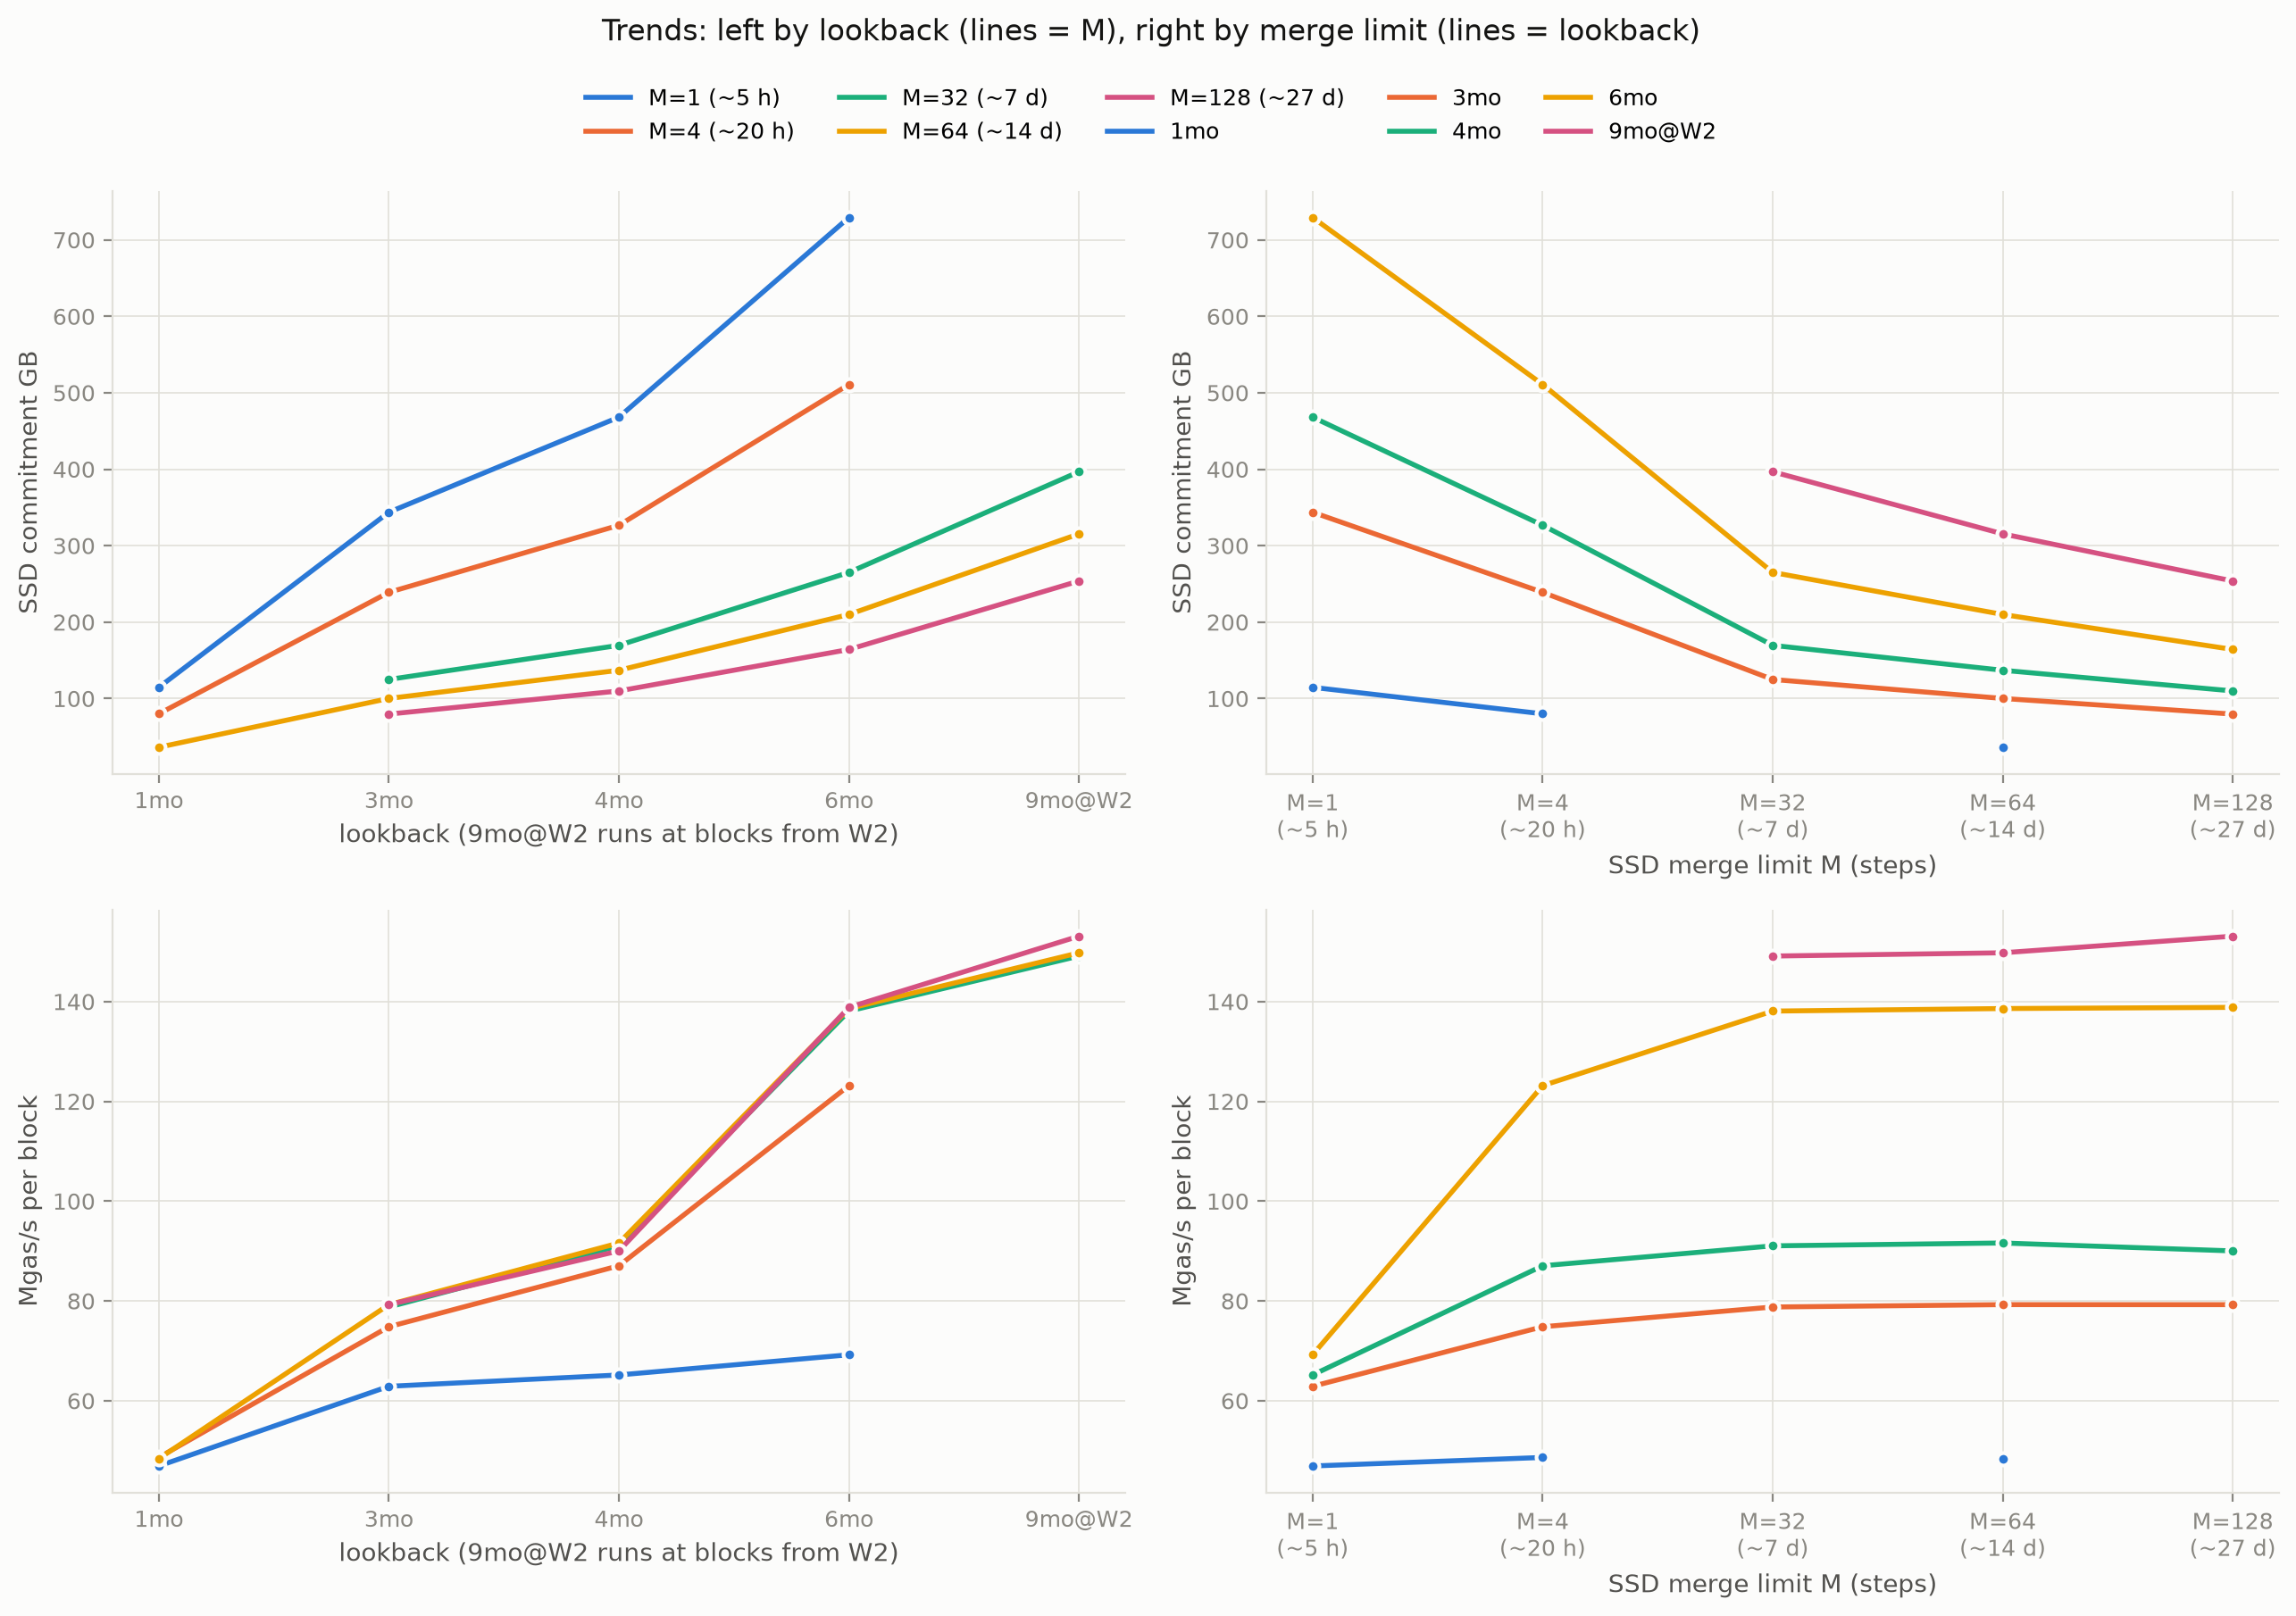 Trends: left by lookback (lines = M), right by merge limit (lines = lookback)
M=1 (~5 h)
M=4 (~20 h)
M=32 (~7 d)
M=64 (~14 d)
M=128 (~27 d)
1mo
3mo
4mo
6mo
9mo@W2
SSD commitment GB
700
600
500
400
300
200
100
1mo 3mo 4mo 6mo 9mo@W2
lookback (9mo@W2 runs at blocks from W2)
SSD commitment GB
700
600
500
400
300
200
100
M=1 M=4 M=32 M=64 M=128
(~5 h) (~20 h) (~7 d) (~14 d) (~27 d)
SSD merge limit M (steps)
Mgas/s per block
140
120
100
80
60
1mo 3mo 4mo 6mo 9mo@W2
lookback (9mo@W2 runs at blocks from W2)
Mgas/s per block
140
120
100
80
60
M=1 M=4 M=32 M=64 M=128
(~5 h) (~20 h) (~7 d) (~14 d) (~27 d)
SSD merge limit M (steps)